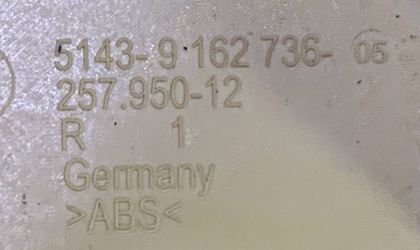 5143- 9 162 736- 05
257.950-12
R 1
Germany
>ABS<